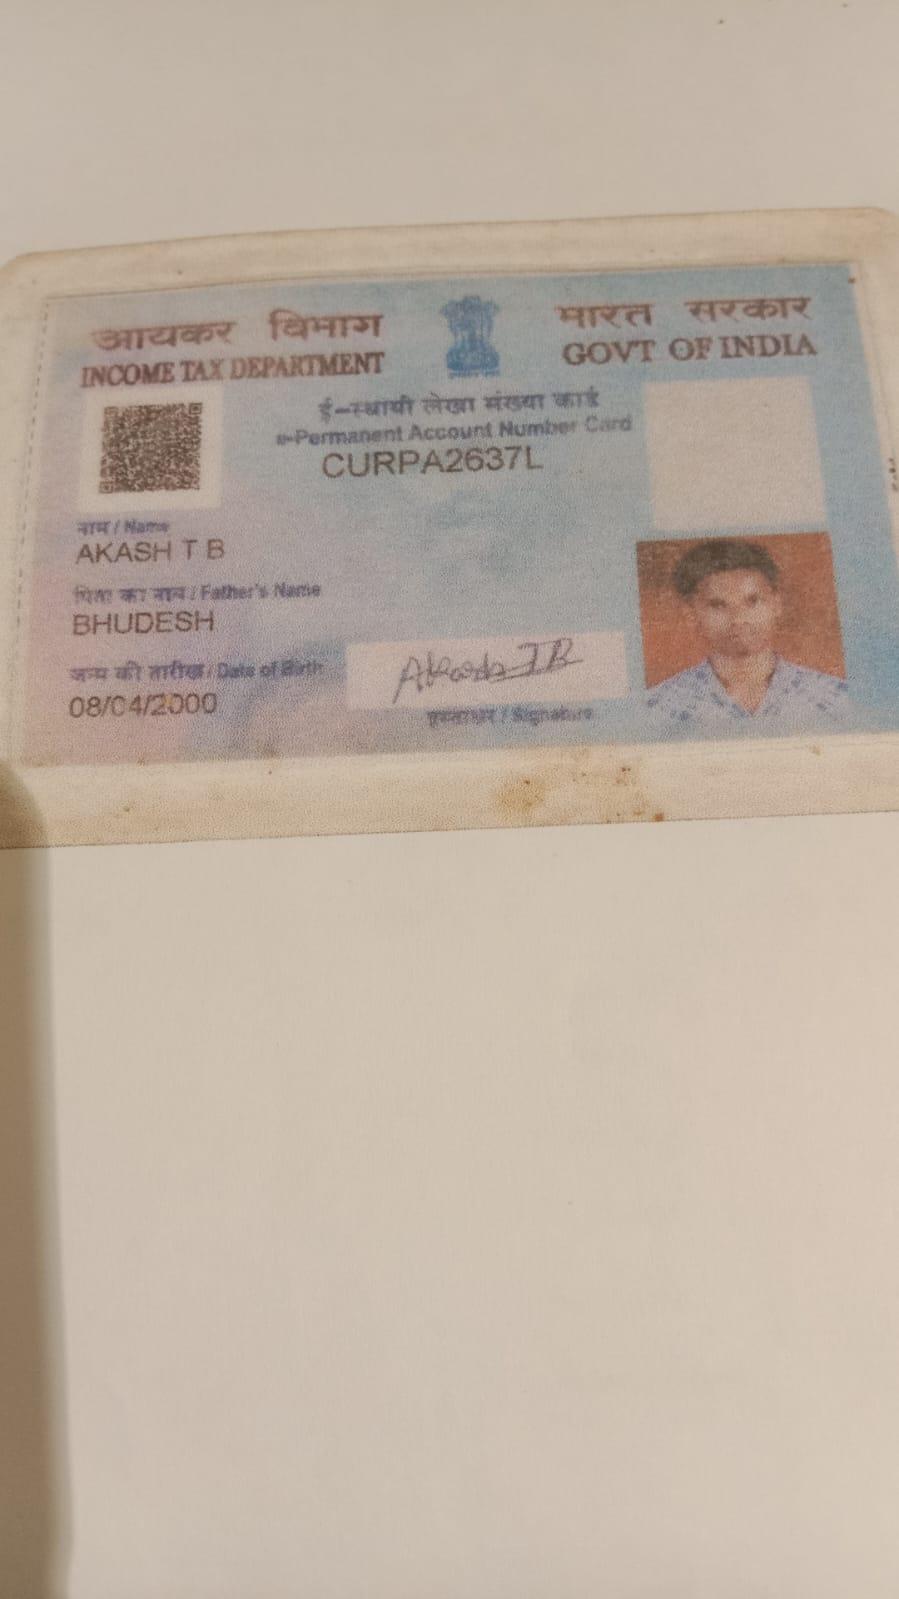 आयकर विभाग
INCOME TAX DEPARTMENT
भारत सरकार
GOVT OF INDIA
ई-स्थायी लेखा संख्या कार्ड
e-Permanent Account Number Card
CURPA2637L
नाम / Name
AKASH T B
पिता का नाम / Father's Name
BHUDESH
जन्म की तारीख / Date of Birth
08/04/2000
Akash T B
हस्ताक्षर / Signature